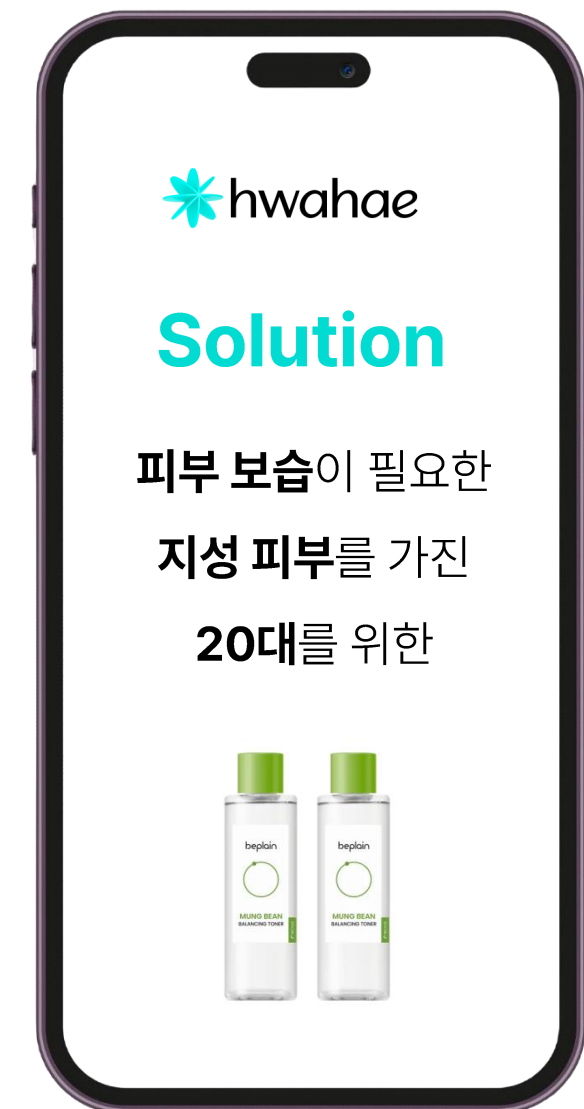 hwahae
Solution
피부 보습이 필요한
지성 피부를 가진
20대를 위한
beplain
MUNG BEAN
BALANCING TONER
beplain
MUNG BEAN
BALANCING TONER